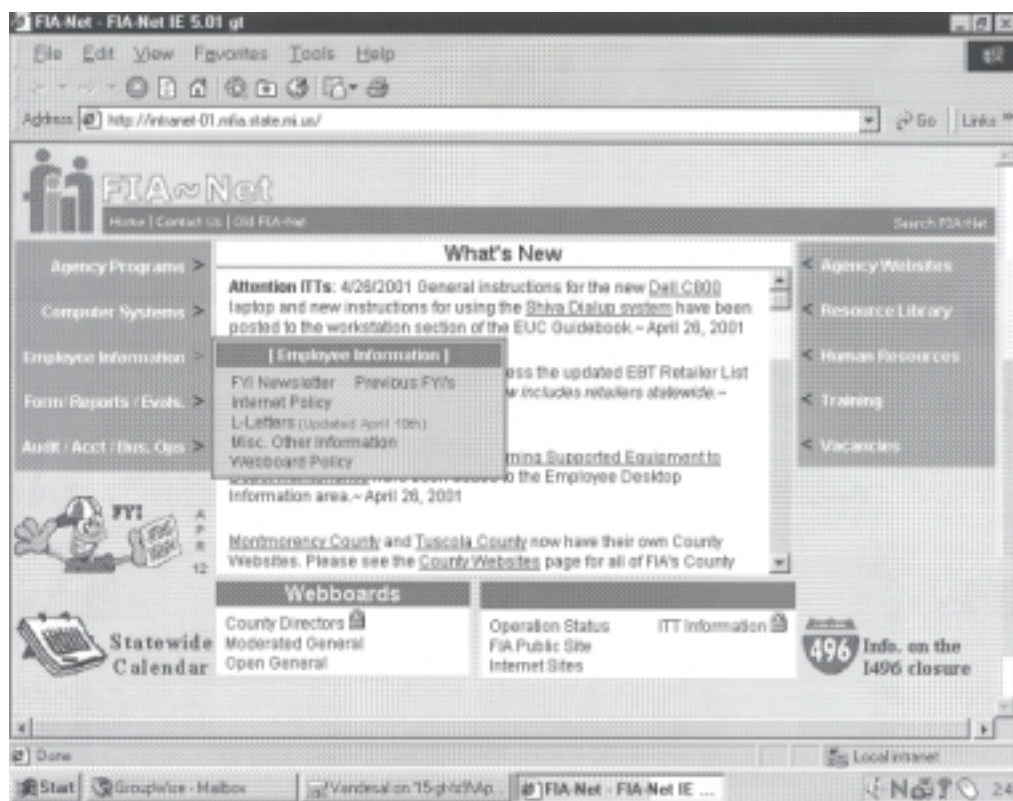 FIA-Net - FIA-Net IE 5.01 gt
File Edit View Favorites Tools Help
Address http://intranet-01.mfia.state.mi.us/ Go Links
FIA~Net
Home | Contact Us | Old FIA-Net Search FIA-Net
What's New
Agency Programs >
Computer Systems >
Employee Information >
Form/Reports/Evals. >
Audit / Acct / Bus. Ops >
Attention ITTs: 4/26/2001 General instructions for the new Dell C800
laptop and new instructions for using the Shiva Dialup system have been
posted to the workstation section of the EUC Guidebook.~ April 26, 2001
[ Employee Information ]
FYI Newsletter Previous FYI's
Internet Policy
L-Letters (Updated April 10th)
Misc. Other Information
Webboard Policy
ess the updated EBT Retailer List
w includes retailers statewide.~
ming Supported Equipment to
to the Employee Desktop
Information area.~ April 26, 2001
Montmorency County and Tuscola County now have their own County
Websites. Please see the County Websites page for all of FIA's County
< Agency Websites
< Resource Library
< Human Resources
< Training
< Vacancies
FYI
APR
12
Statewide
Calendar
Webboards
County Directors
Moderated General
Open General
Operation Status ITT Information
FIA Public Site
Internet Sites
496
Info. on the
I496 closure
Done Local intranet
Start GroupWise - Mailbox FIA-Net - FIA-Net IE ...